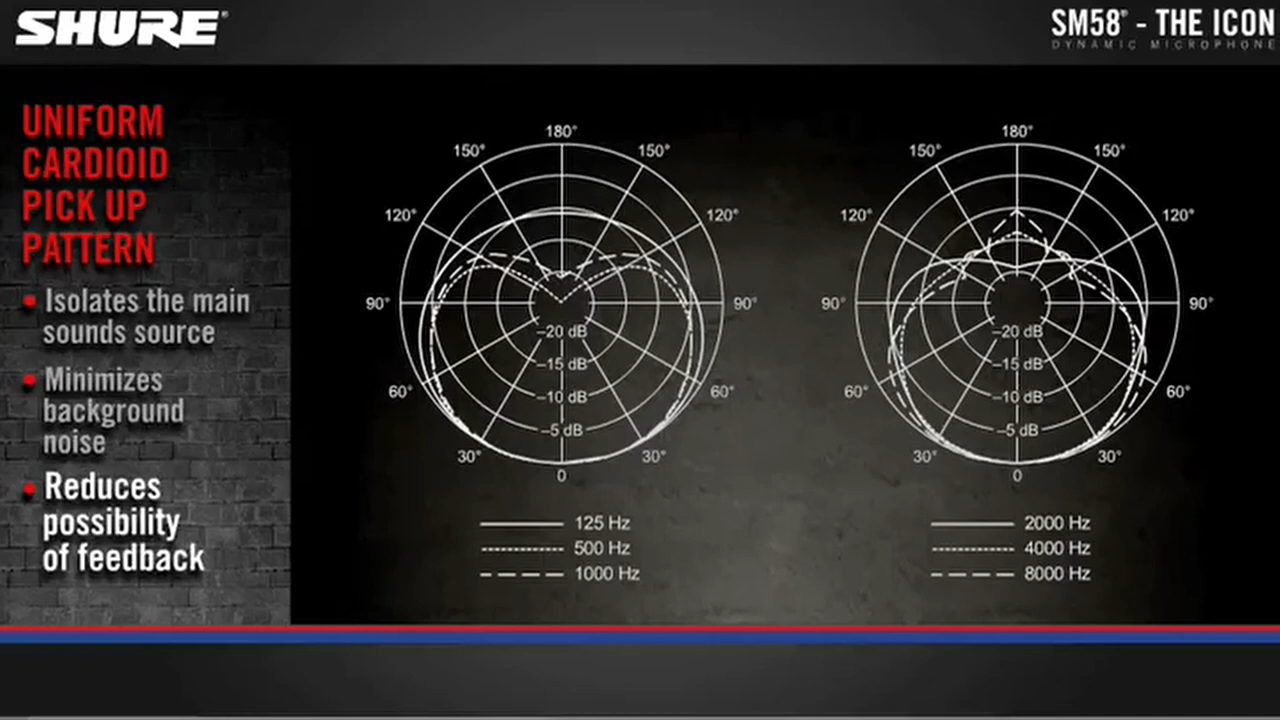 SHURE®
SM58® - THE ICON
DYNAMIC MICROPHONE
UNIFORM
CARDIOID
PICK UP
PATTERN
• Isolates the main
sounds source
• Minimizes
background
noise
• Reduces
possibility
of feedback
180°
150° 150°
120° 120°
90° 90°
–20 dB
–15 dB
60° 60°
–10 dB
–5 dB
30° 30°
0
125 Hz
500 Hz
1000 Hz
180°
150° 150°
120° 120°
90° 90°
–20 dB
–15 dB
60° 60°
–10 dB
–5 dB
30° 30°
0
2000 Hz
4000 Hz
8000 Hz